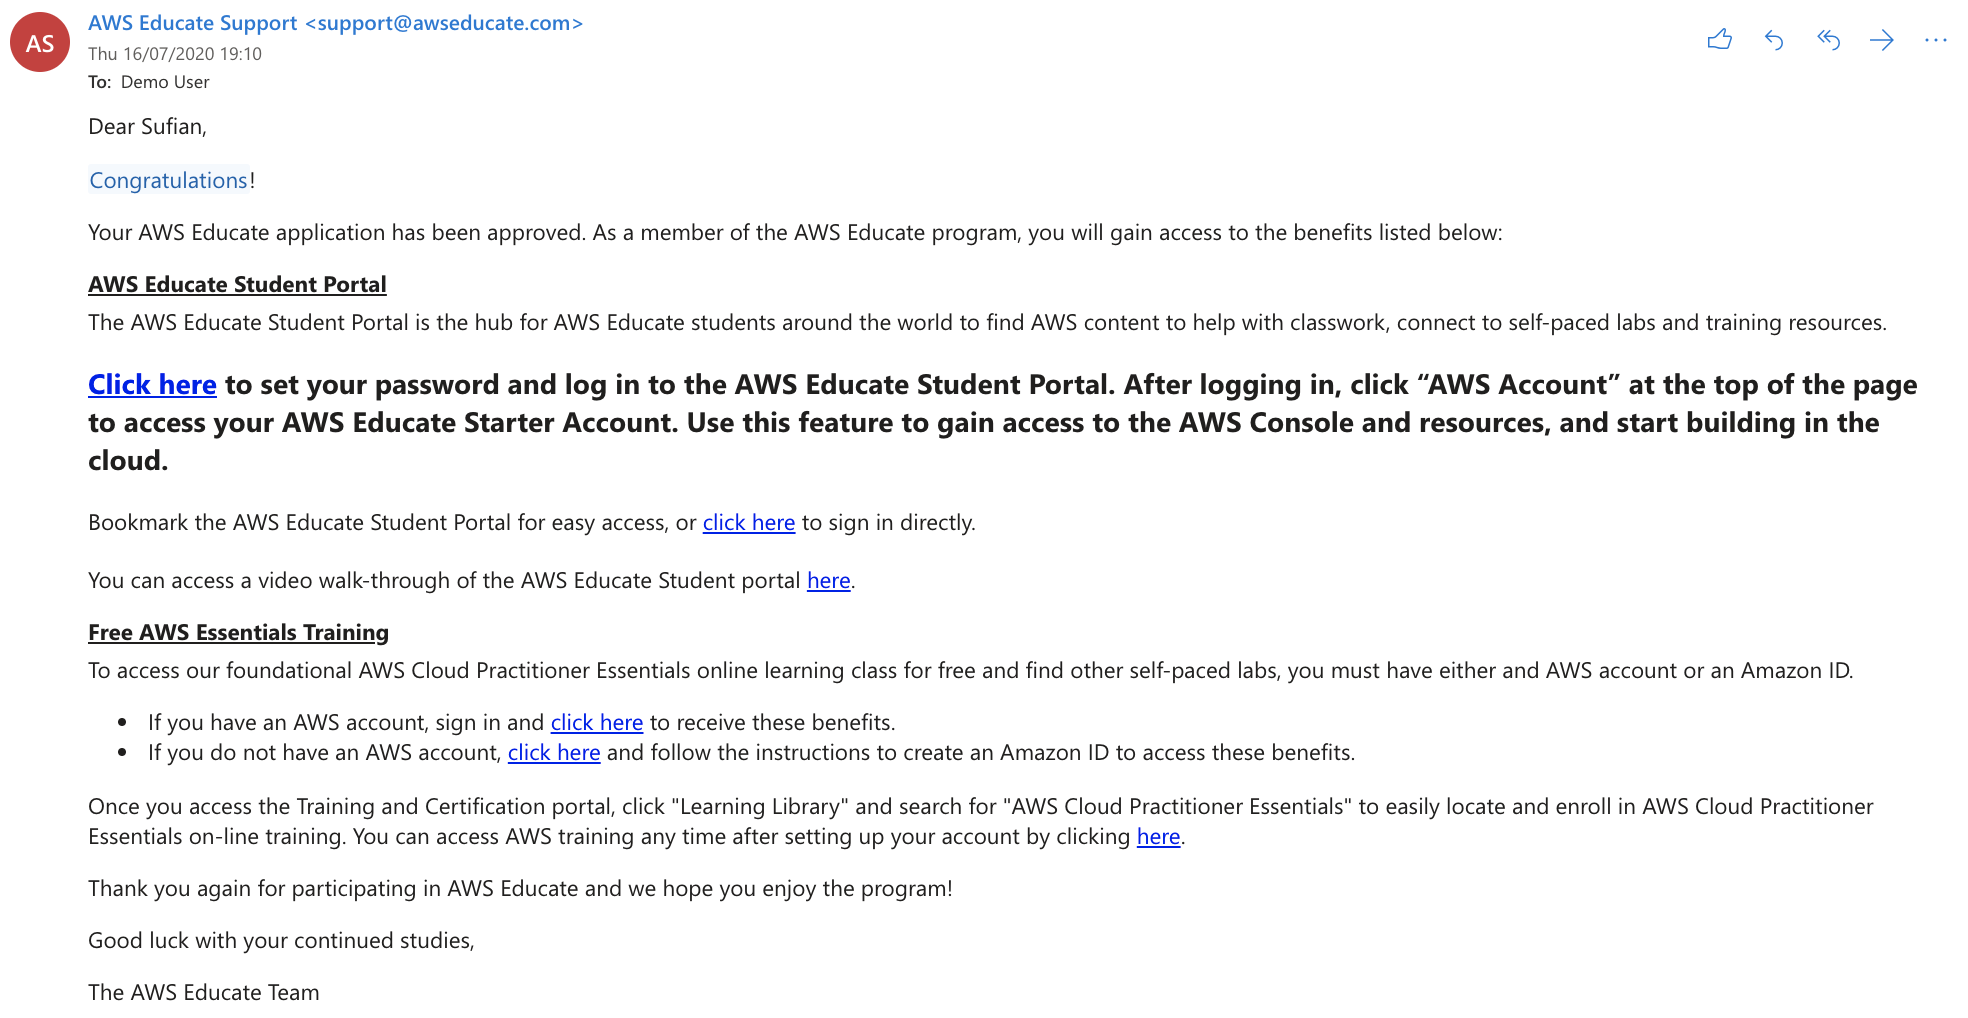 AS
AWS Educate Support <support@awseducate.com>
Thu 16/07/2020 19:10
To: Demo User
Dear Sufian,
Congratulations!
Your AWS Educate application has been approved. As a member of the AWS Educate program, you will gain access to the benefits listed below:
AWS Educate Student Portal
The AWS Educate Student Portal is the hub for AWS Educate students around the world to find AWS content to help with classwork, connect to self-paced labs and training resources.
Click here to set your password and log in to the AWS Educate Student Portal. After logging in, click “AWS Account” at the top of the page
to access your AWS Educate Starter Account. Use this feature to gain access to the AWS Console and resources, and start building in the
cloud.
Bookmark the AWS Educate Student Portal for easy access, or click here to sign in directly.
You can access a video walk-through of the AWS Educate Student portal here.
Free AWS Essentials Training
To access our foundational AWS Cloud Practitioner Essentials online learning class for free and find other self-paced labs, you must have either and AWS account or an Amazon ID.
• If you have an AWS account, sign in and click here to receive these benefits.
• If you do not have an AWS account, click here and follow the instructions to create an Amazon ID to access these benefits.
Once you access the Training and Certification portal, click "Learning Library" and search for "AWS Cloud Practitioner Essentials" to easily locate and enroll in AWS Cloud Practitioner
Essentials on-line training. You can access AWS training any time after setting up your account by clicking here.
Thank you again for participating in AWS Educate and we hope you enjoy the program!
Good luck with your continued studies,
The AWS Educate Team